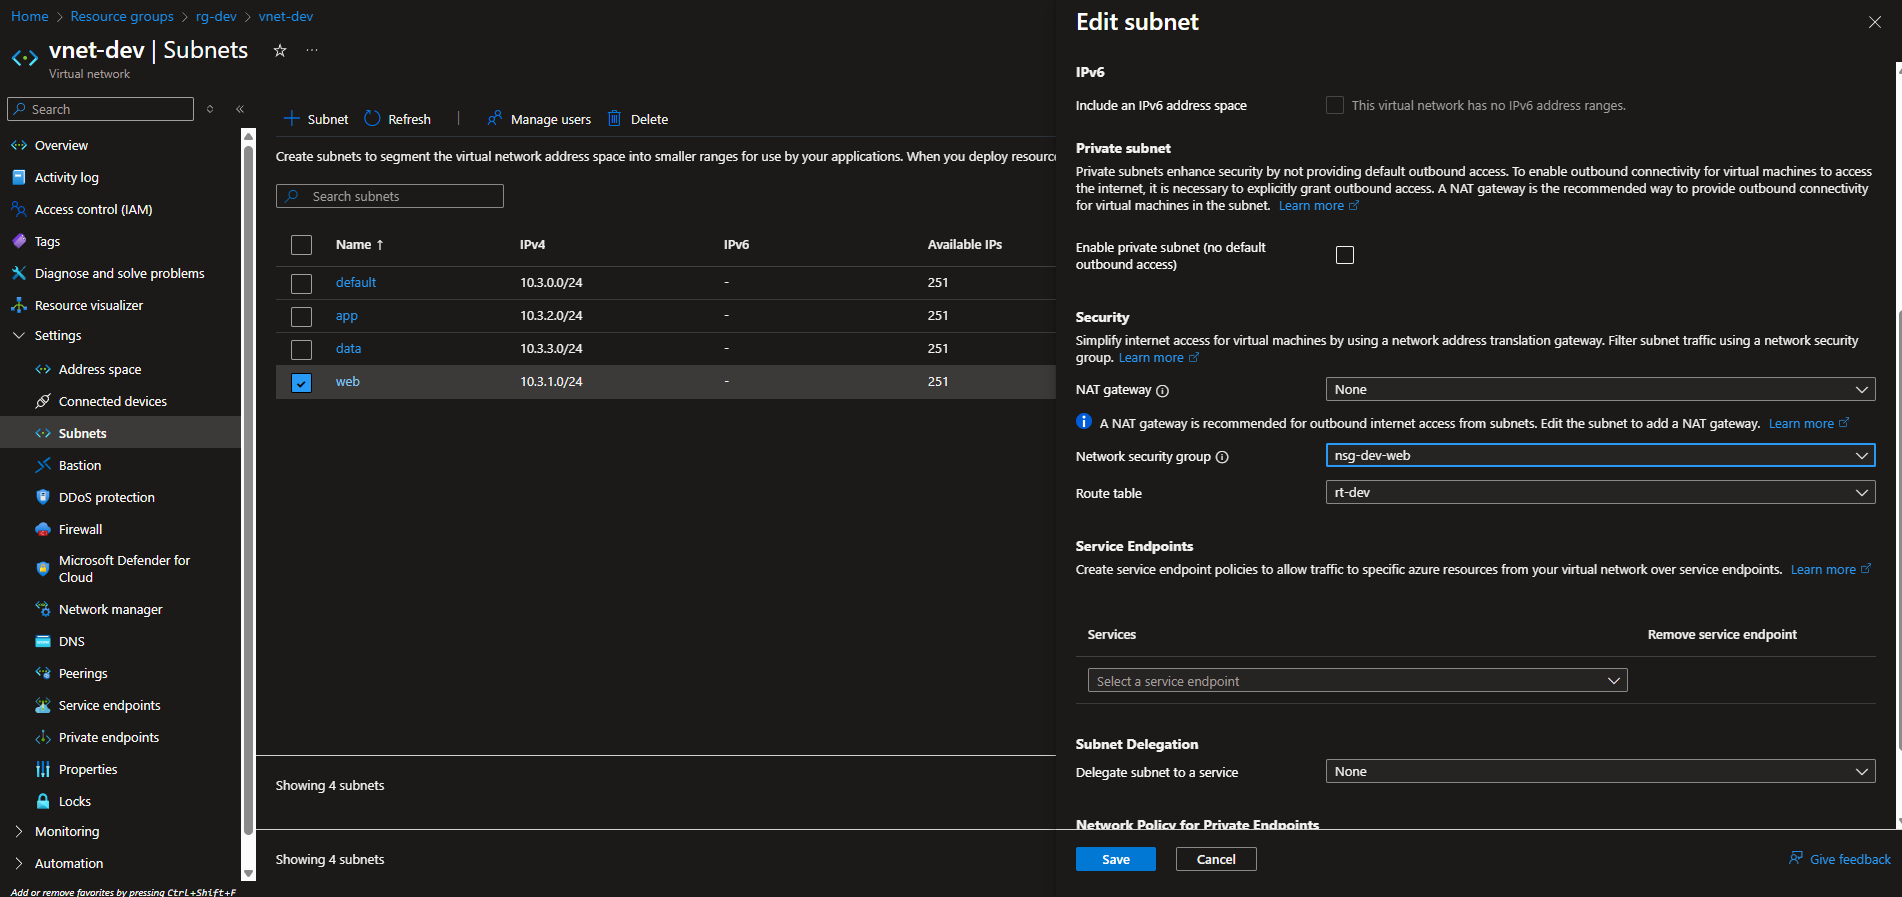 Home > Resource groups > rg-dev > vnet-dev
vnet-dev | Subnets
Virtual network
Search
Overview
Activity log
Access control (IAM)
Tags
Diagnose and solve problems
Resource visualizer
Settings
Address space
Connected devices
Subnets
Bastion
DDoS protection
Firewall
Microsoft Defender for
Cloud
Network manager
DNS
Peerings
Service endpoints
Private endpoints
Properties
Locks
Monitoring
Automation
Add or remove favorites by pressing Ctrl+Shift+F
Subnet Refresh | Manage users Delete
Create subnets to segment the virtual network address space into smaller ranges for use by your applications. When you deploy resourc
Search subnets
Name ↑ IPv4 IPv6 Available IPs
default 10.3.0.0/24 - 251
app 10.3.2.0/24 - 251
data 10.3.3.0/24 - 251
web 10.3.1.0/24 - 251
Showing 4 subnets
Showing 4 subnets
Edit subnet
IPv6
Include an IPv6 address space This virtual network has no IPv6 address ranges.
Private subnet
Private subnets enhance security by not providing default outbound access. To enable outbound connectivity for virtual machines to access
the internet, it is necessary to explicitly grant outbound access. A NAT gateway is the recommended way to provide outbound connectivity
for virtual machines in the subnet. Learn more
Enable private subnet (no default
outbound access)
Security
Simplify internet access for virtual machines by using a network address translation gateway. Filter subnet traffic using a network security
group. Learn more
NAT gateway None
A NAT gateway is recommended for outbound internet access from subnets. Edit the subnet to add a NAT gateway. Learn more
Network security group nsg-dev-web
Route table rt-dev
Service Endpoints
Create service endpoint policies to allow traffic to specific azure resources from your virtual network over service endpoints. Learn more
Services Remove service endpoint
Select a service endpoint
Subnet Delegation
Delegate subnet to a service None
Network Policy for Private Endpoints
Save Cancel Give feedback